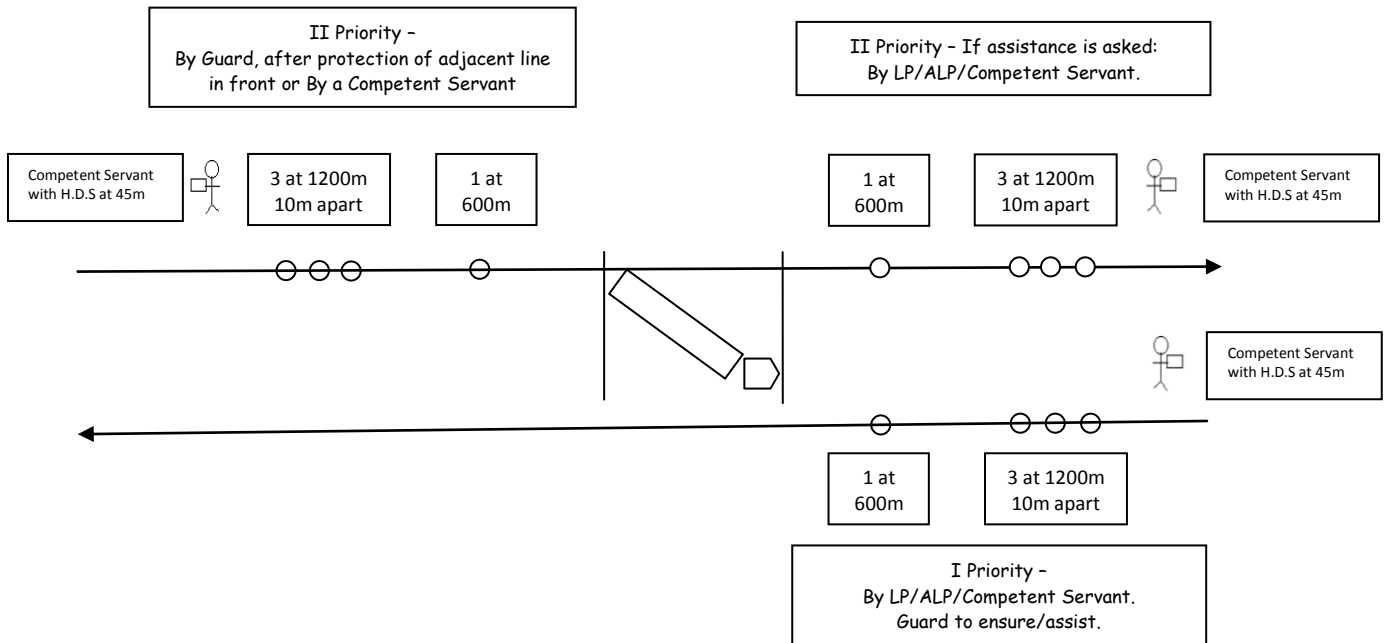 II Priority –
By Guard, after protection of adjacent line
in front or By a Competent Servant
II Priority – If assistance is asked:
By LP/ALP/Competent Servant.
Competent Servant
with H.D.S at 45m
3 at 1200m
10m apart
1 at
600m
1 at
600m
3 at 1200m
10m apart
Competent Servant
with H.D.S at 45m
Competent Servant
with H.D.S at 45m
1 at
600m
3 at 1200m
10m apart
I Priority –
By LP/ALP/Competent Servant.
Guard to ensure/assist.